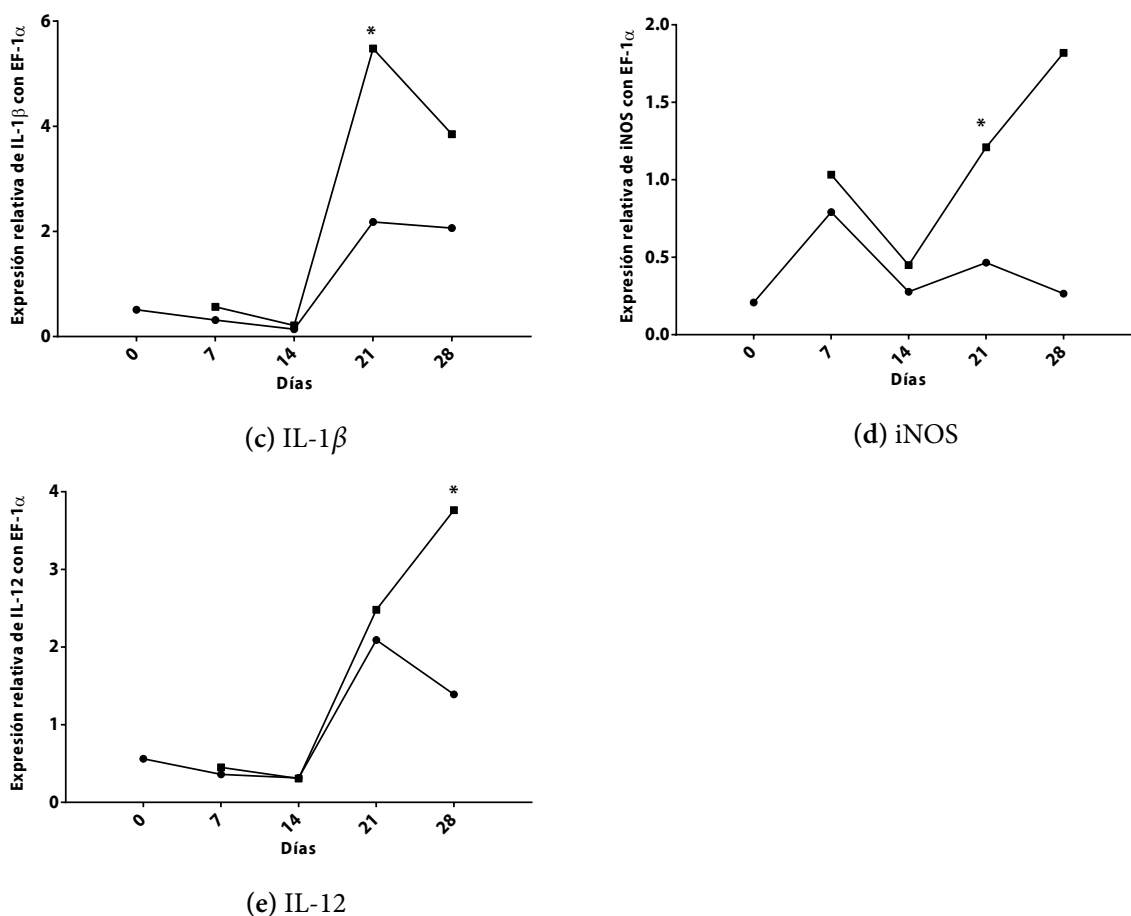 Expresión relativa de IL-1β con EF-1α
6
4
2
0
*
0 7 14 21 28
Días
(c) IL-1β
Expresión relativa de iNOS con EF-1α
2.0
1.5
1.0
0.5
0.0
*
0 7 14 21 28
Días
(d) iNOS
Expresión relativa de IL-12 con EF-1α
4
3
2
1
0
*
0 7 14 21 28
Días
(e) IL-12